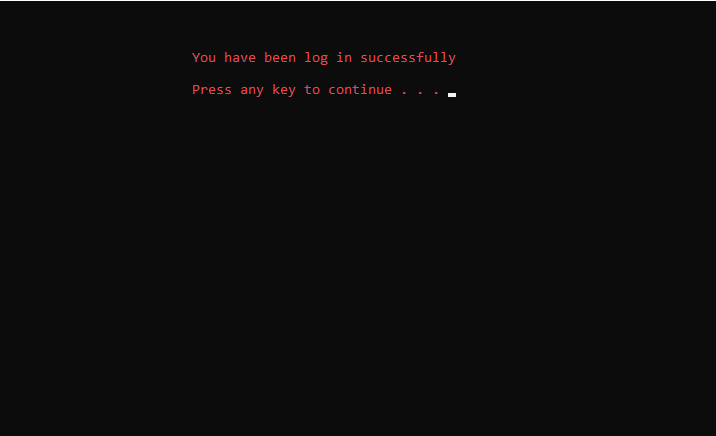 You have been log in successfully
Press any key to continue . . .